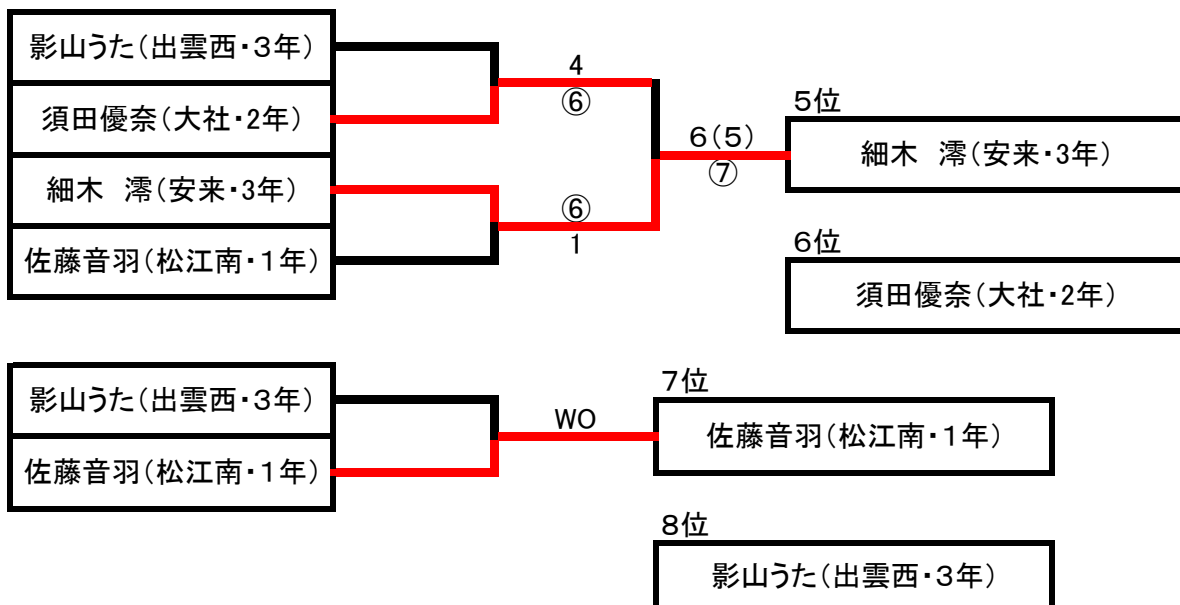 影山うた(出雲西・3年)
須田優奈(大社・2年)
細木　澪(安来・3年)
佐藤音羽(松江南・1年)
4
⑥
⑥
1
6(5)
⑦
5位
細木　澪(安来・3年)
6位
須田優奈(大社・2年)
影山うた(出雲西・3年)
佐藤音羽(松江南・1年)
WO
7位
佐藤音羽(松江南・1年)
8位
影山うた(出雲西・3年)